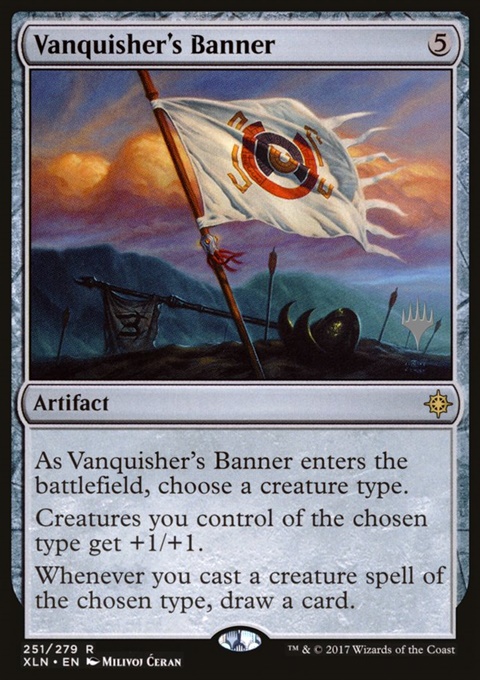 Vanquisher's Banner 5
Artifact
As Vanquisher's Banner enters the
battlefield, choose a creature type.
Creatures you control of the chosen
type get +1/+1.
Whenever you cast a creature spell of
the chosen type, draw a card.
251/279 R
XLN • EN Milivoj Ćeran
™ & © 2017 Wizards of the Coast